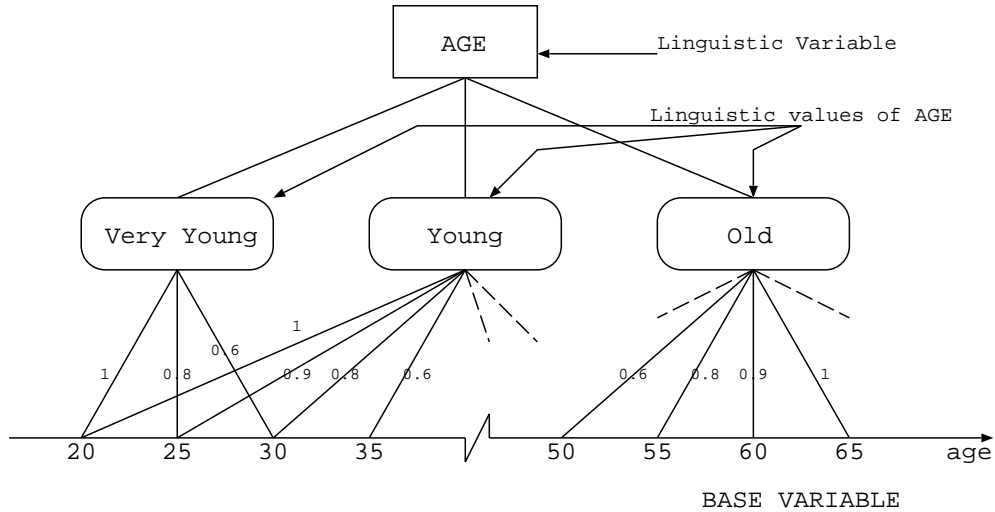 AGE
Linguistic Variable
Linguistic values of AGE
Very Young
Young
Old
1
0.6
1 0.8 0.9 0.8 0.6 0.6 0.8 0.9 1
20 25 30 35 50 55 60 65 age
BASE VARIABLE